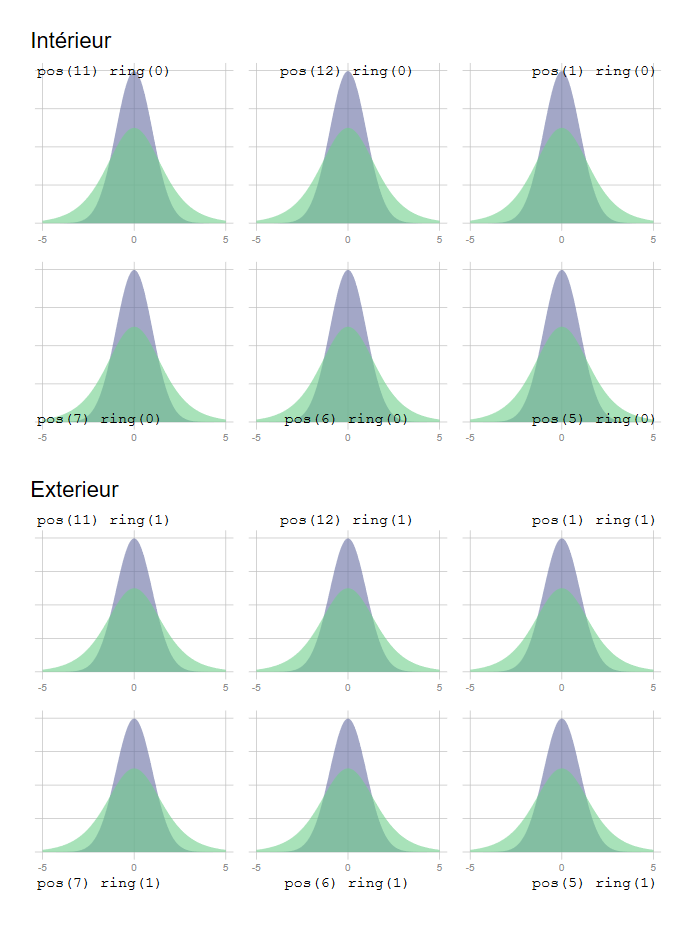 Intérieur
pos(11) ring(0) pos(12) ring(0) pos(1) ring(0)
-5 0 5 -5 0 5 -5 0 5
pos(7) ring(0) pos(6) ring(0) pos(5) ring(0)
-5 0 5 -5 0 5 -5 0 5
Exterieur
pos(11) ring(1) pos(12) ring(1) pos(1) ring(1)
-5 0 5 -5 0 5 -5 0 5
-5 0 5 -5 0 5 -5 0 5
pos(7) ring(1) pos(6) ring(1) pos(5) ring(1)